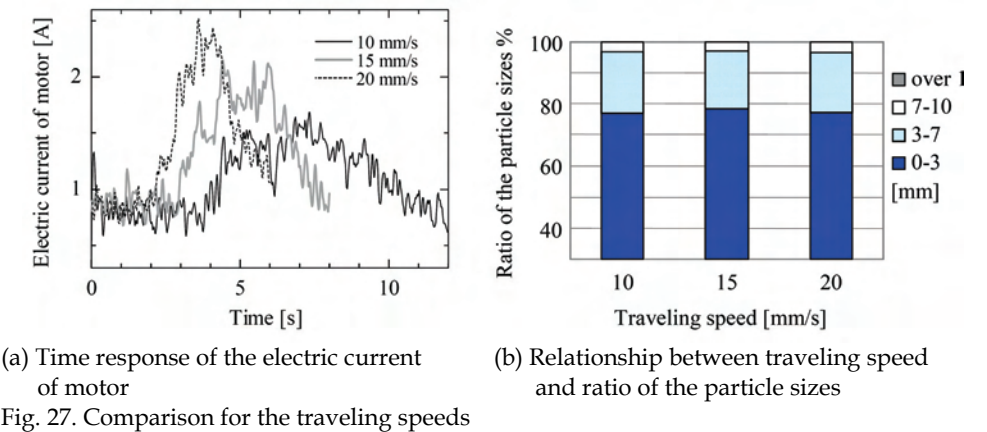 Electric current of motor [A]
2
1
10 mm/s
15 mm/s
20 mm/s
0
5
10
Time [s]
Ratio of the particle sizes %
100
80
60
40
over 1
7-10
3-7
0-3
[mm]
10
15
20
Traveling speed [mm/s]
(a) Time response of the electric current
of motor
(b) Relationship between traveling speed
and ratio of the particle sizes
Fig. 27. Comparison for the traveling speeds